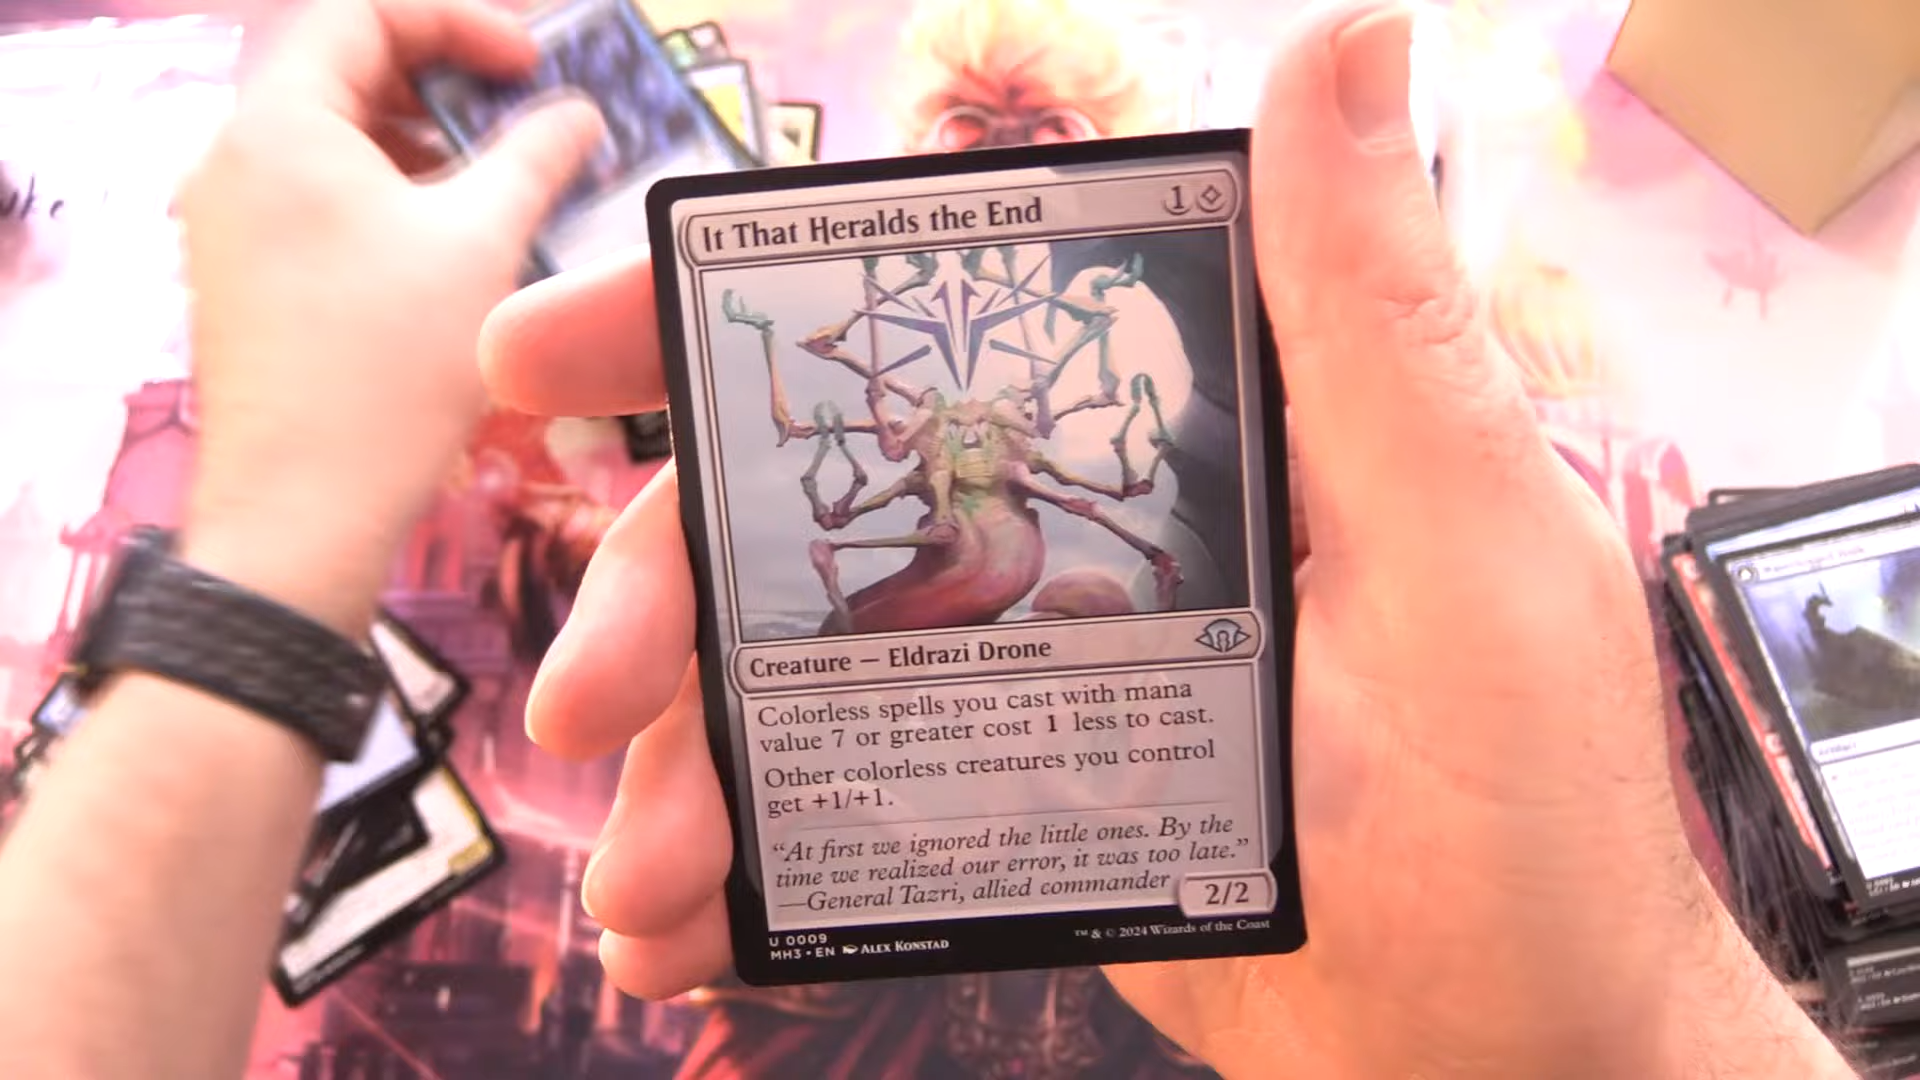 It That Heralds the End 1
Creature — Eldrazi Drone
Colorless spells you cast with mana
value 7 or greater cost 1 less to cast.
Other colorless creatures you control
get +1/+1.
“At first we ignored the little ones. By the
time we realized our error, it was too late.”
—General Tazri, allied commander
2/2
U 0009
MH3 • EN ALEX KONSTAD
™ & © 2024 Wizards of the Coast